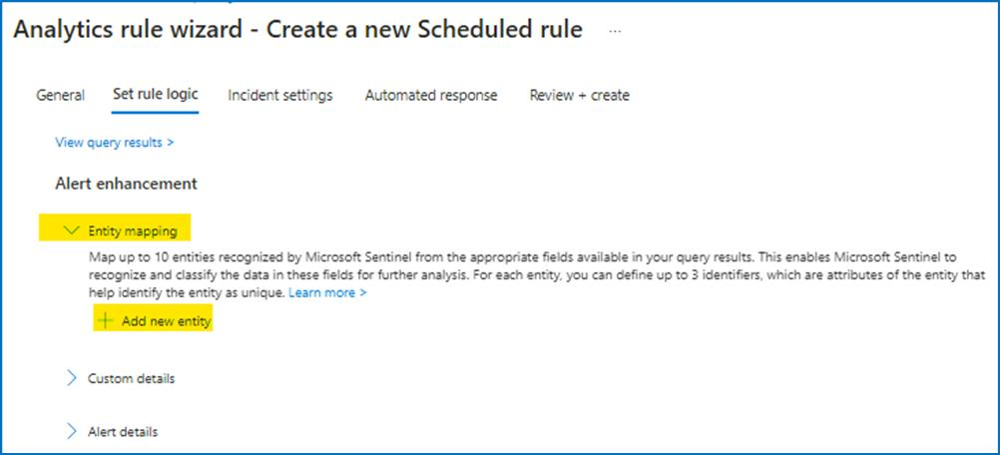 Analytics rule wizard - Create a new Scheduled rule ...
General Set rule logic Incident settings Automated response Review + create
View query results >
Alert enhancement
Entity mapping
Map up to 10 entities recognized by Microsoft Sentinel from the appropriate fields available in your query results. This enables Microsoft Sentinel to
recognize and classify the data in these fields for further analysis. For each entity, you can define up to 3 identifiers, which are attributes of the entity that
help identify the entity as unique. Learn more >
+ Add new entity
Custom details
Alert details